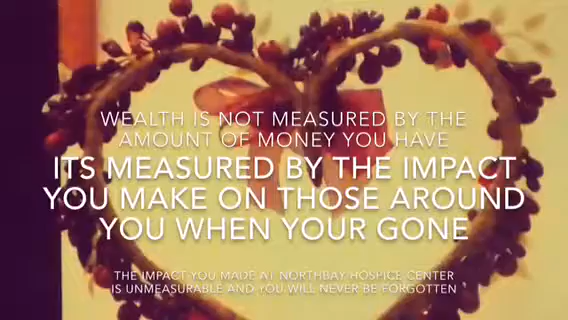 WEALTH IS NOT MEASURED BY THE
AMOUNT OF MONEY YOU HAVE
ITS MEASURED BY THE IMPACT
YOU MAKE ON THOSE AROUND
YOU WHEN YOUR GONE
THE IMPACT YOU MADE AT NORTHBAY HOSPICE CENTER
IS UNMEASURABLE AND YOU WILL NEVER BE FORGOTTEN